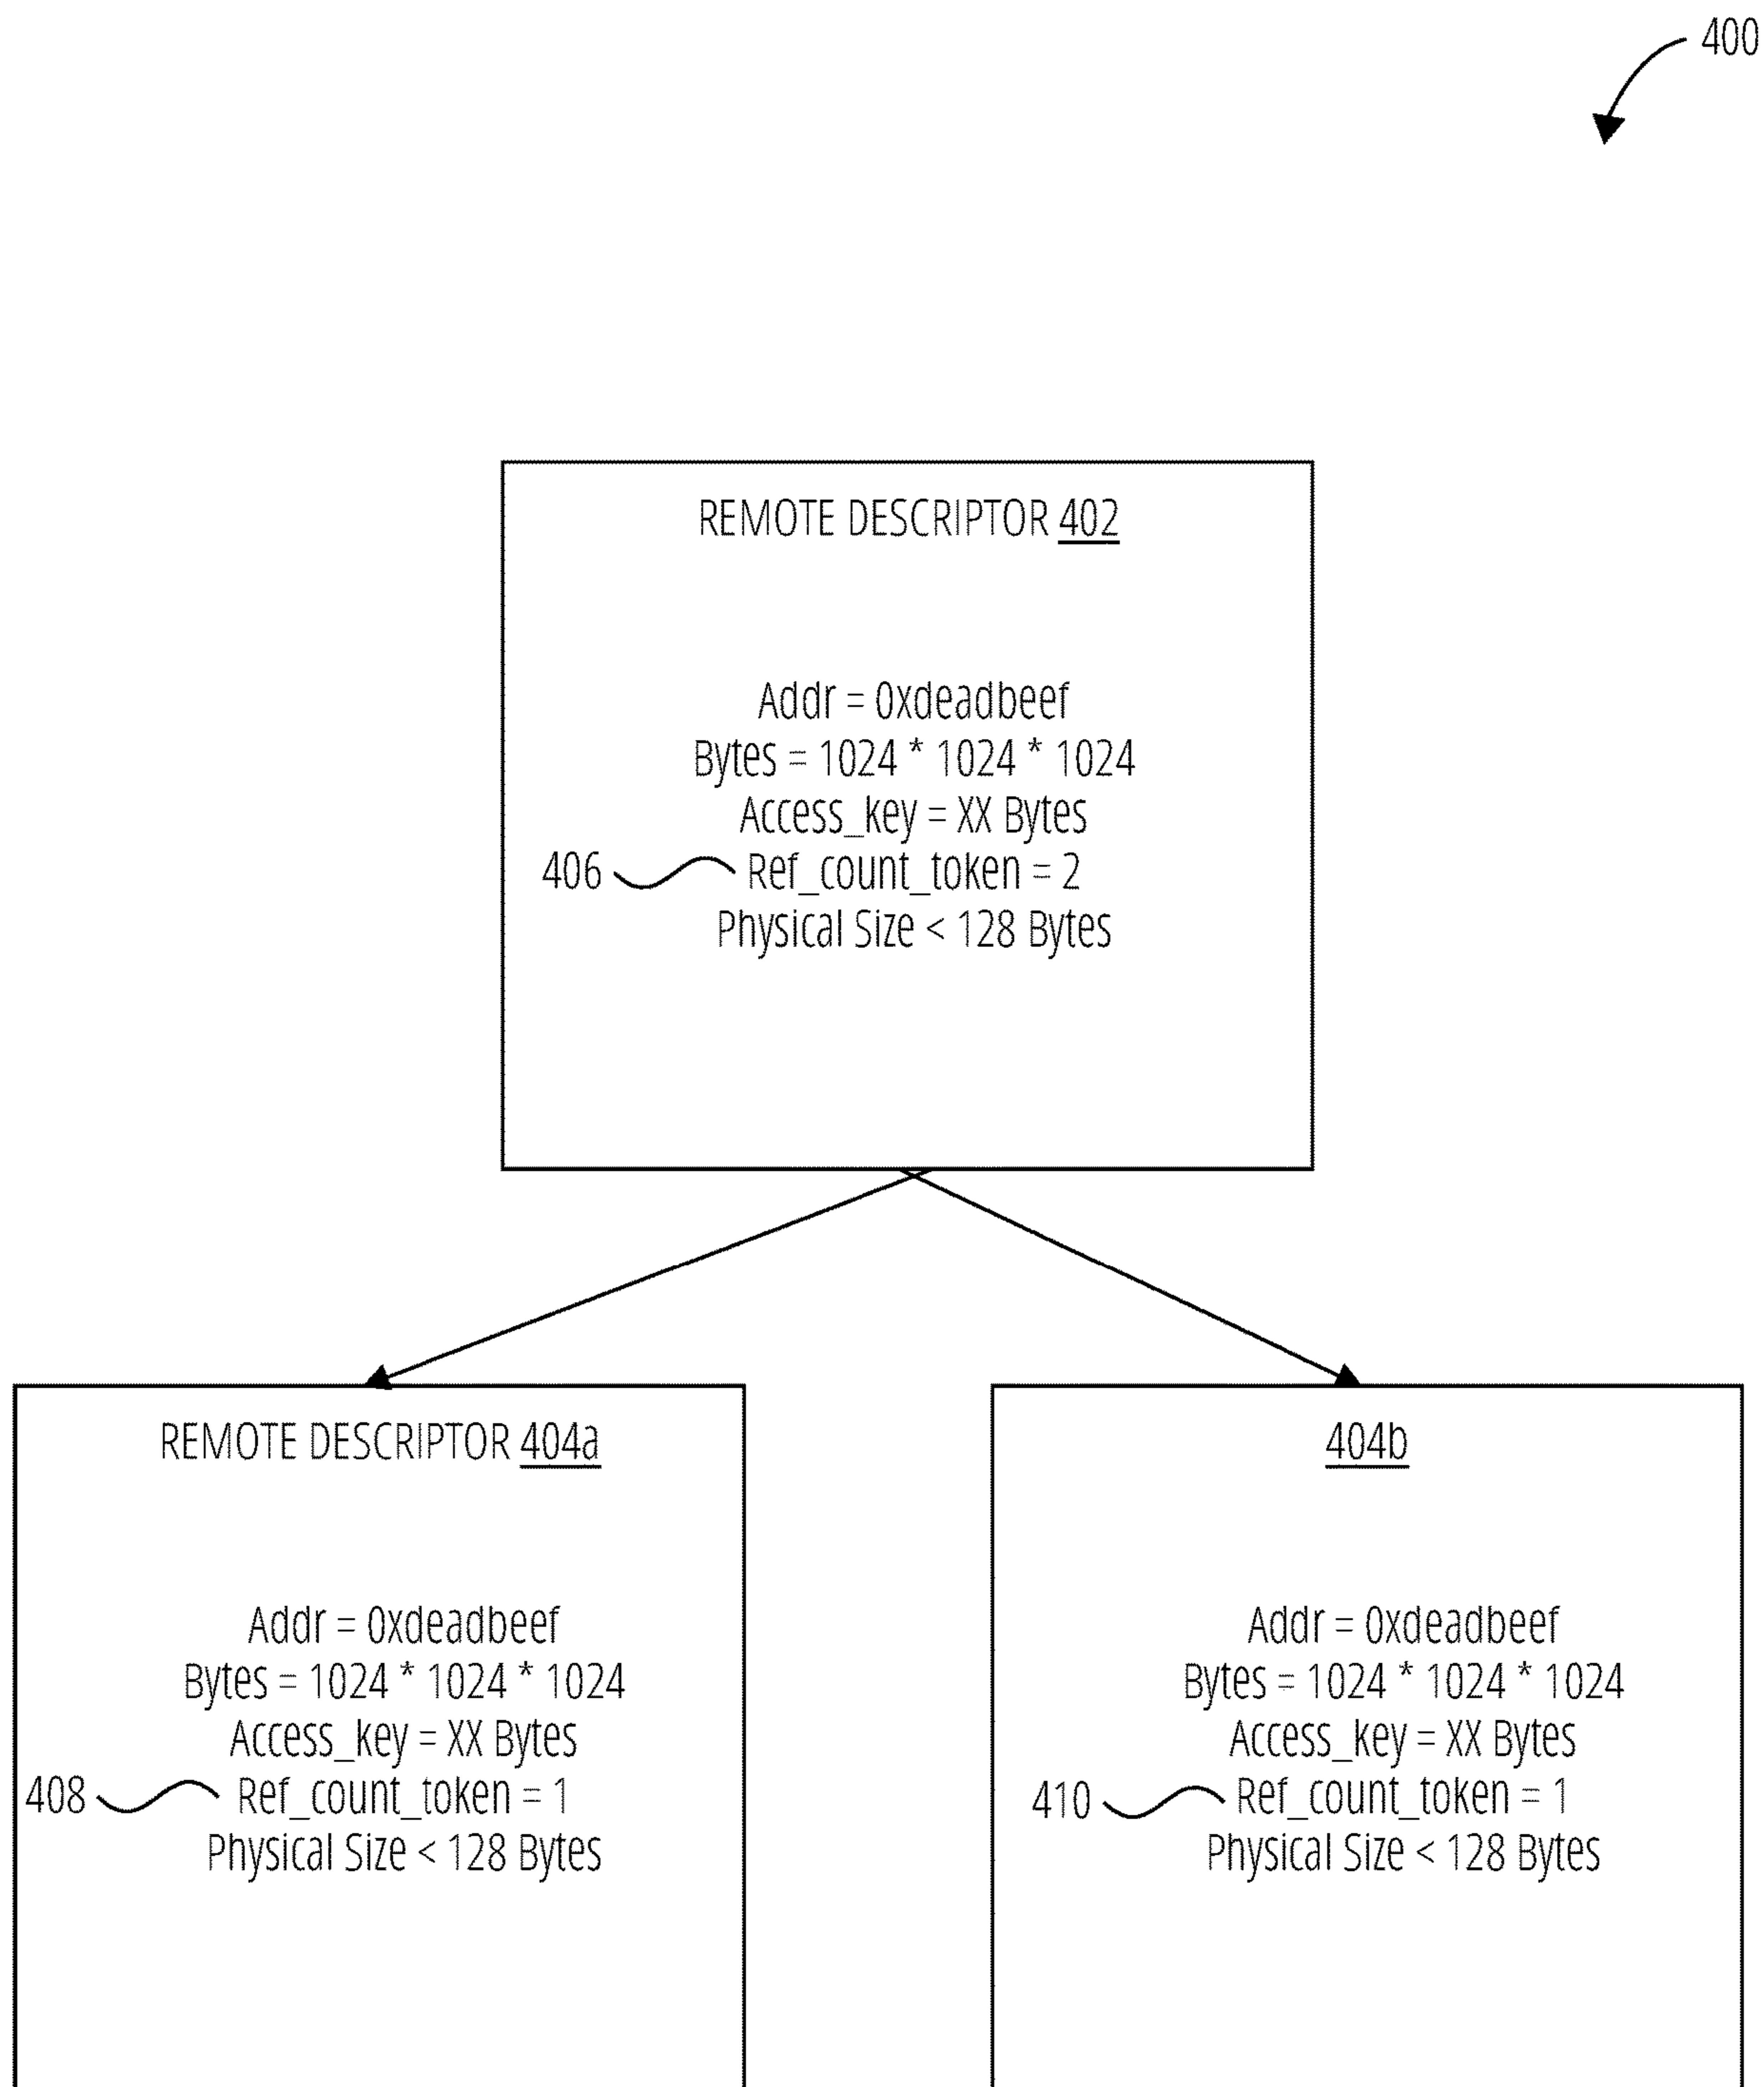 400
REMOTE DESCRIPTOR 402
Addr = 0xdeadbeef
Bytes = 1024 * 1024 * 1024
Access_key = XX Bytes
406 Ref_count_token = 2
Physical Size < 128 Bytes
REMOTE DESCRIPTOR 404a
Addr = 0xdeadbeef
Bytes = 1024 * 1024 * 1024
Access_key = XX Bytes
408 Ref_count_token = 1
Physical Size < 128 Bytes
404b
Addr = 0xdeadbeef
Bytes = 1024 * 1024 * 1024
Access_key = XX Bytes
410 Ref_count_token = 1
Physical Size < 128 Bytes